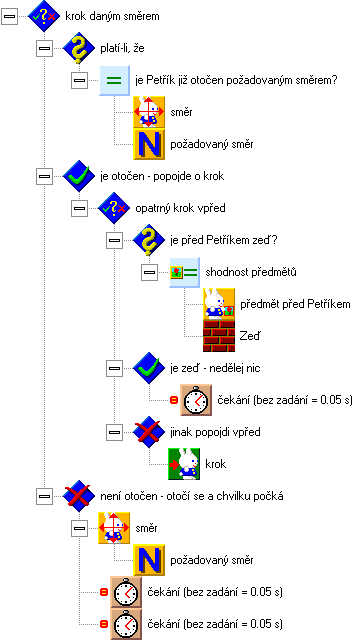 krok daným směrem
platí-li, že
je Petřík již otočen požadovaným směrem?
směr
N požadovaný směr
je otočen - popojde o krok
opatrný krok vpřed
je před Petříkem zeď?
shodnost předmětů
předmět před Petříkem
Zeď
je zeď - nedělej nic
čekání (bez zadání = 0.05 s)
jinak popojdi vpřed
krok
není otočen - otočí se a chvilku počká
směr
N požadovaný směr
čekání (bez zadání = 0.05 s)
čekání (bez zadání = 0.05 s)